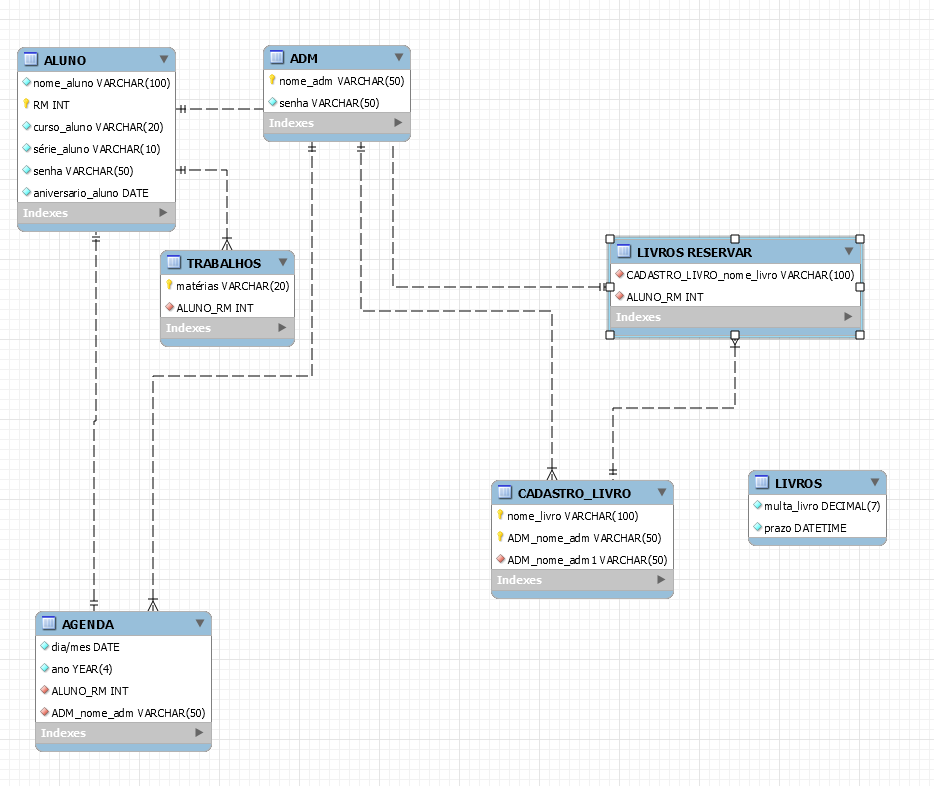 ALUNO
nome_aluno VARCHAR(100)
RM INT
curso_aluno VARCHAR(20)
série_aluno VARCHAR(10)
senha VARCHAR(50)
aniversario_aluno DATE
Indexes
ADM
nome_adm VARCHAR(50)
senha VARCHAR(50)
Indexes
TRABALHOS
matérias VARCHAR(20)
ALUNO_RM INT
Indexes
LIVROS RESERVAR
CADASTRO_LIVRO_nome_livro VARCHAR(100)
ALUNO_RM INT
Indexes
CADASTRO_LIVRO
nome_livro VARCHAR(100)
ADM_nome_adm VARCHAR(50)
ADM_nome_adm1 VARCHAR(50)
Indexes
LIVROS
multa_livro DECIMAL(7)
prazo DATETIME
AGENDA
dia/mes DATE
ano YEAR(4)
ALUNO_RM INT
ADM_nome_adm VARCHAR(50)
Indexes